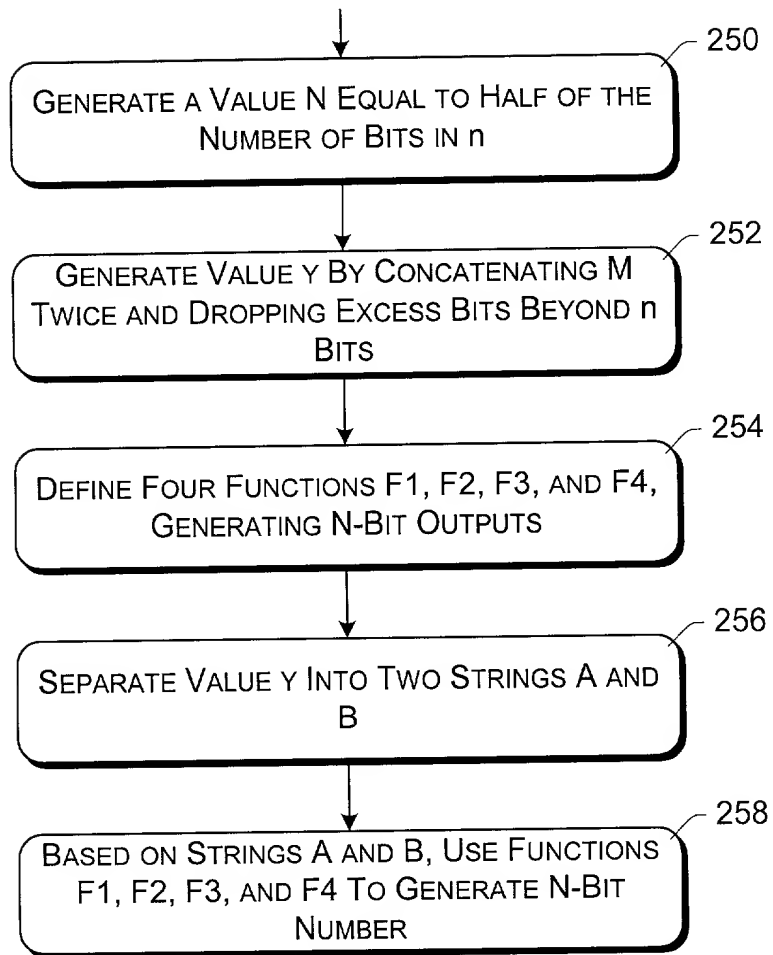 250
GENERATE A VALUE N EQUAL TO HALF OF THE
NUMBER OF BITS IN n
252
GENERATE VALUE Y BY CONCATENATING M
TWICE AND DROPPING EXCESS BITS BEYOND n
BITS
254
DEFINE FOUR FUNCTIONS F1, F2, F3, AND F4,
GENERATING N-BIT OUTPUTS
256
SEPARATE VALUE Y INTO TWO STRINGS A AND
B
258
BASED ON STRINGS A AND B, USE FUNCTIONS
F1, F2, F3, AND F4 TO GENERATE N-BIT
NUMBER